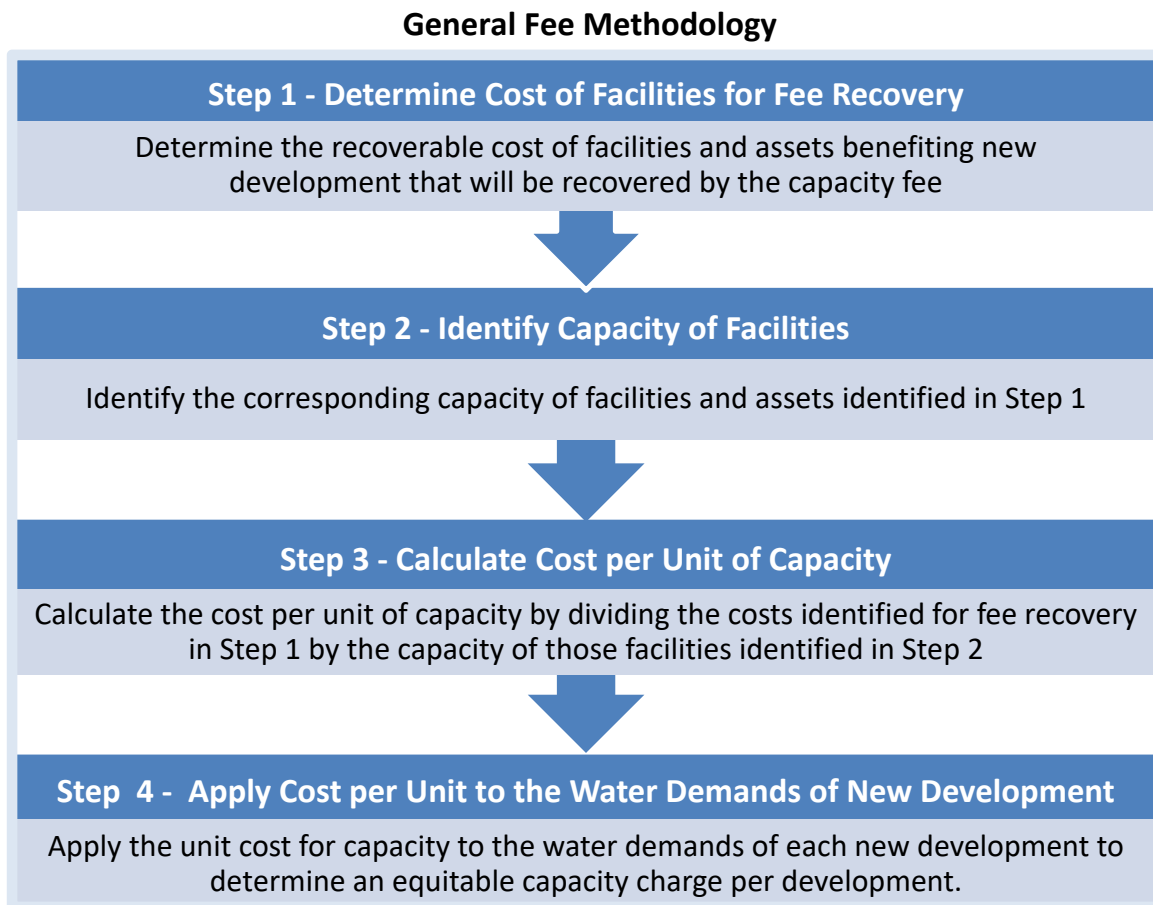 General Fee Methodology
Step 1 - Determine Cost of Facilities for Fee Recovery
Determine the recoverable cost of facilities and assets benefiting new
development that will be recovered by the capacity fee
Step 2 - Identify Capacity of Facilities
Identify the corresponding capacity of facilities and assets identified in Step 1
Step 3 - Calculate Cost per Unit of Capacity
Calculate the cost per unit of capacity by dividing the costs identified for fee recovery
in Step 1 by the capacity of those facilities identified in Step 2
Step 4 - Apply Cost per Unit to the Water Demands of New Development
Apply the unit cost for capacity to the water demands of each new development to
determine an equitable capacity charge per development.